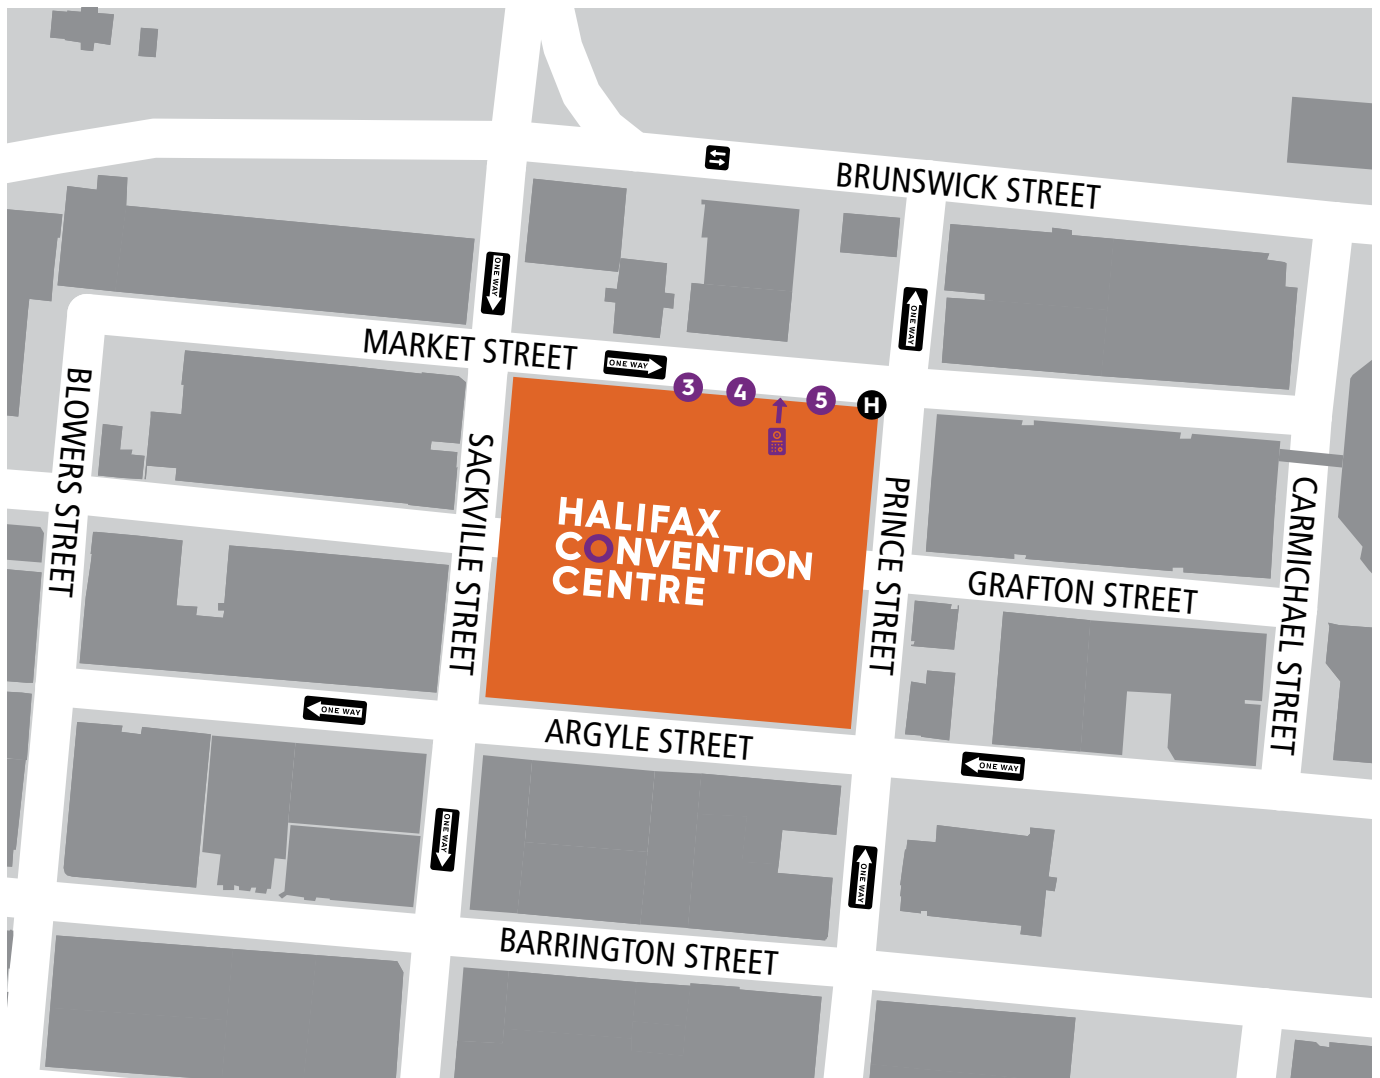 BRUNSWICK STREET
ONE WAY
ONE WAY
MARKET STREET
ONE WAY
3
4
5
H
BLOWERS STREET
SACKVILLE STREET
PRINCE STREET
CARMICHAEL STREET
HALIFAX
CONVENTION
CENTRE
GRAFTON STREET
ONE WAY
ARGYLE STREET
ONE WAY
ONE WAY
ONE WAY
BARRINGTON STREET